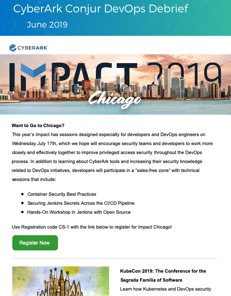 CyberArk Conjur DevOps Debrief
June 2019
CYBERARK
IMPACT 2019
Chicago
Want to Go to Chicago?
This year's Impact has sessions designed especially for developers and DevOps engineers on
Wednesday July 17th, which we hope will encourage security teams and developers to work more
closely and effectively together to improve privileged access security throughout the DevOps
process. In addition to learning about CyberArk tools and increasing their security knowledge
related to DevOps initiatives, developers will participate in a "sales-free zone" with technical
sessions that include:
Container Security Best Practices
Securing Jenkins Secrets Across the CI/CD Pipeline
Hands-On Workshop in Jenkins with Open Source
Use Registration code CS-1 with the link below to register for Impact Chicago!
Register Now
KubeCon 2019: The Conference for the
Sagrada Familia of Software
Learn how Kubernetes and DevOps security